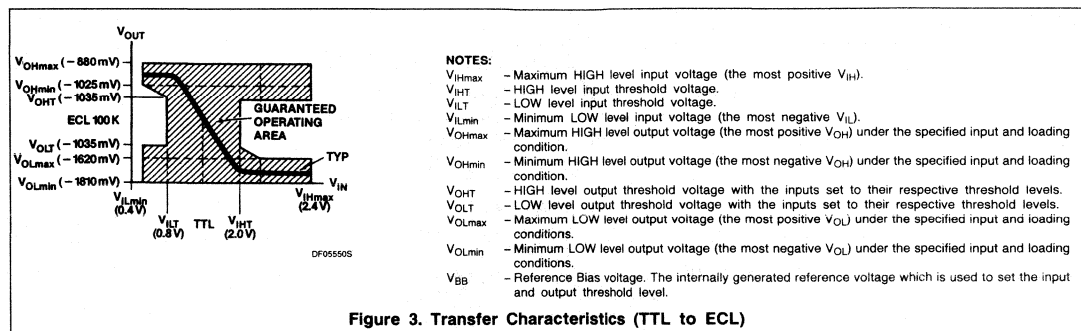 VOUT
VOHmax (−880mV)
VOHmin (−1025mV)
VOHT (−1035mV)
ECL 100K
VOLT (−1035mV)
VOLmax (−1620mV)
VOLmin (−1810mV)
GUARANTEED
OPERATING
AREA
TYP
VIN
VILmin
(0.4V)
VILT
(0.8V)
TTL
VIHT
(2.0V)
VIHmax
(2.4V)
DF05550S
NOTES:
VIHmax – Maximum HIGH level input voltage (the most positive VIH).
VIHT – HIGH level input threshold voltage.
VILT – LOW level input threshold voltage.
VILmin – Minimum LOW level input voltage (the most negative VIL).
VOHmax – Maximum HIGH level output voltage (the most positive VOH) under the specified input and loading
condition.
VOHmin – Minimum HIGH level output voltage (the most negative VOH) under the specified input and loading
condition.
VOHT – HIGH level output threshold voltage with the inputs set to their respective threshold levels.
VOLT – LOW level output threshold voltage with the inputs set to their respective threshold levels.
VOLmax – Maximum LOW level output voltage (the most positive VOL) under the specified input and loading
conditions.
VOLmin – Minimum LOW level output voltage (the most negative VOL) under the specified input and loading
conditions.
VBB – Reference Bias voltage. The internally generated reference voltage which is used to set the input
and output threshold level.
Figure 3. Transfer Characteristics (TTL to ECL)